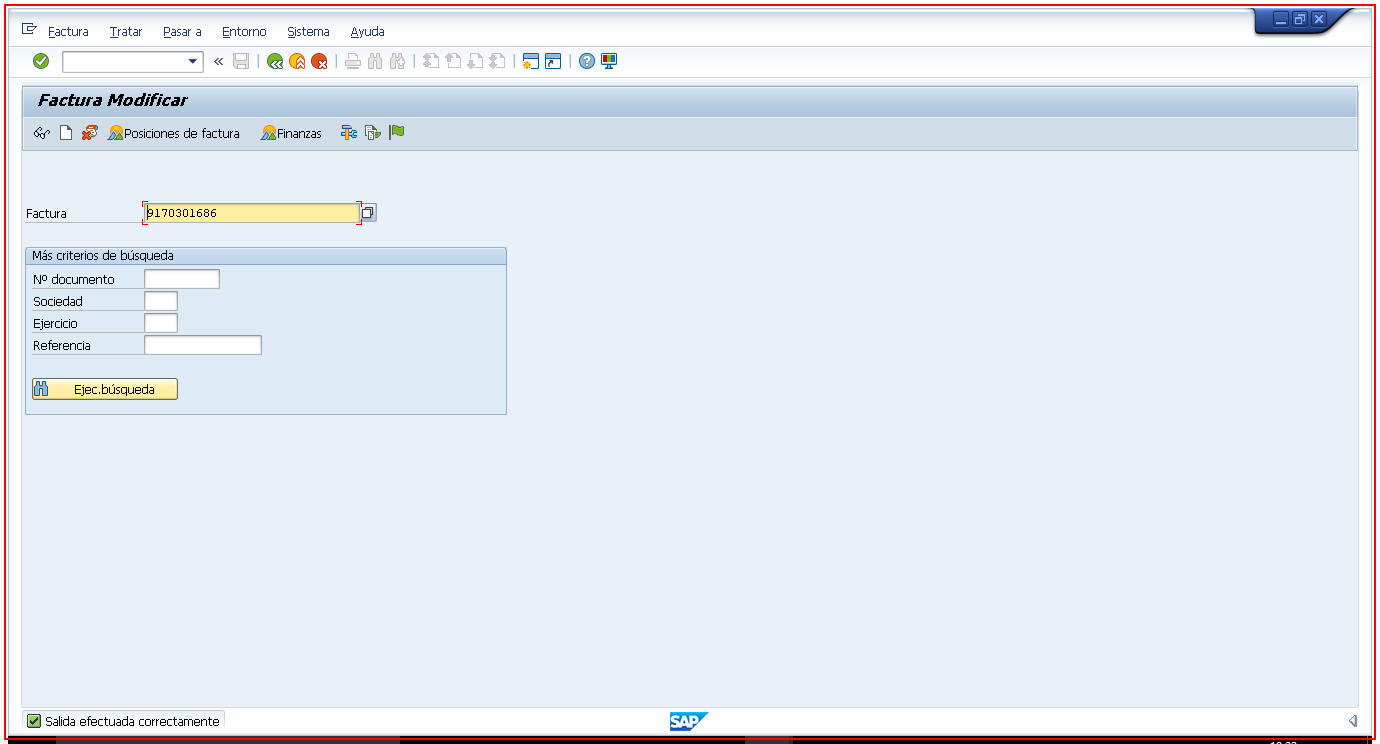 Factura Tratar Pasar a Entorno Sistema Ayuda
Factura Modificar
Posiciones de factura Finanzas
Factura 9170301686
Más criterios de búsqueda
Nº documento
Sociedad
Ejercicio
Referencia
Ejec.búsqueda
Salida efectuada correctamente SAP